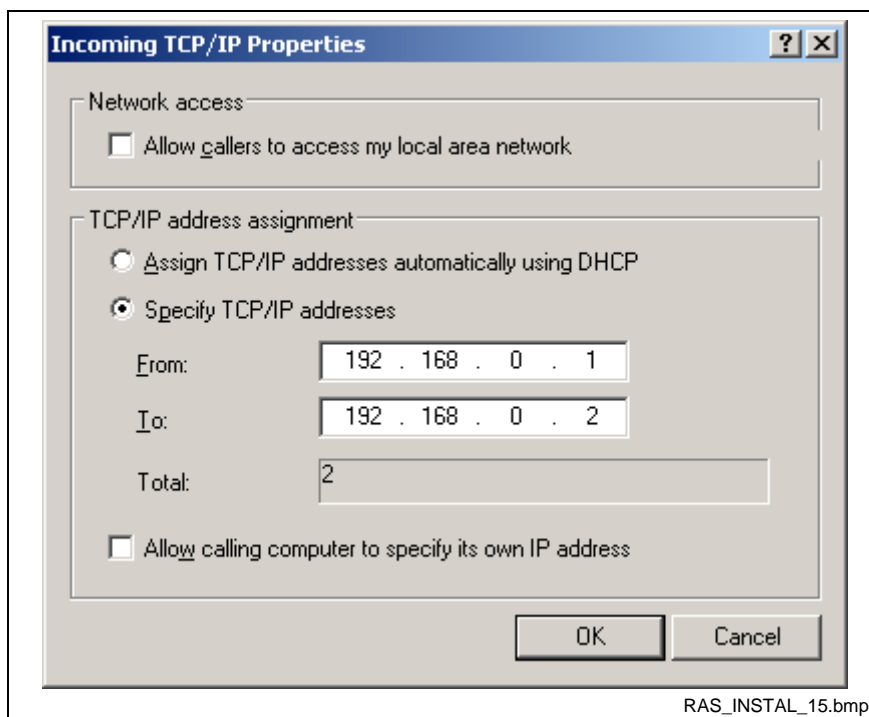 Incoming TCP/IP Properties
Network access
Allow callers to access my local area network
TCP/IP address assignment
Assign TCP/IP addresses automatically using DHCP
Specify TCP/IP addresses
From: 192 . 168 . 0 . 1
To: 192 . 168 . 0 . 2
Total: 2
Allow calling computer to specify its own IP address
OK Cancel
RAS_INSTAL_15.bmp